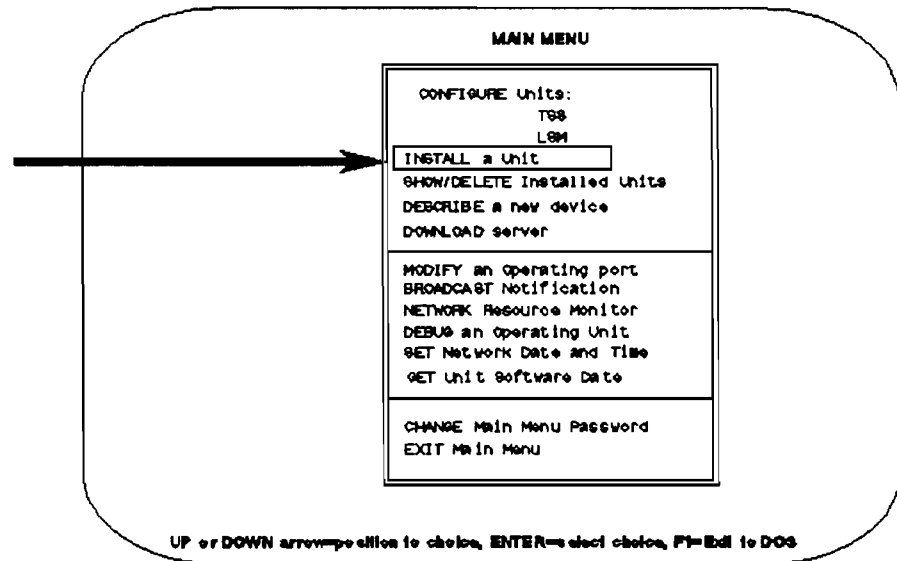 MAIN MENU
CONFIGURE Units:
TSS
LSM
INSTALL a Unit
SHOW/DELETE Installed Units
DESCRIBE a new device
DOWNLOAD server
MODIFY an Operating port
BROADCAST Notification
NETWORK Resource Monitor
DEBUG an Operating Unit
SET Network Date and Time
GET Unit Software Date
CHANGE Main Menu Password
EXIT Main Menu
UP or DOWN arrow=position to choice, ENTER=select choice, F1=Exit to DOS